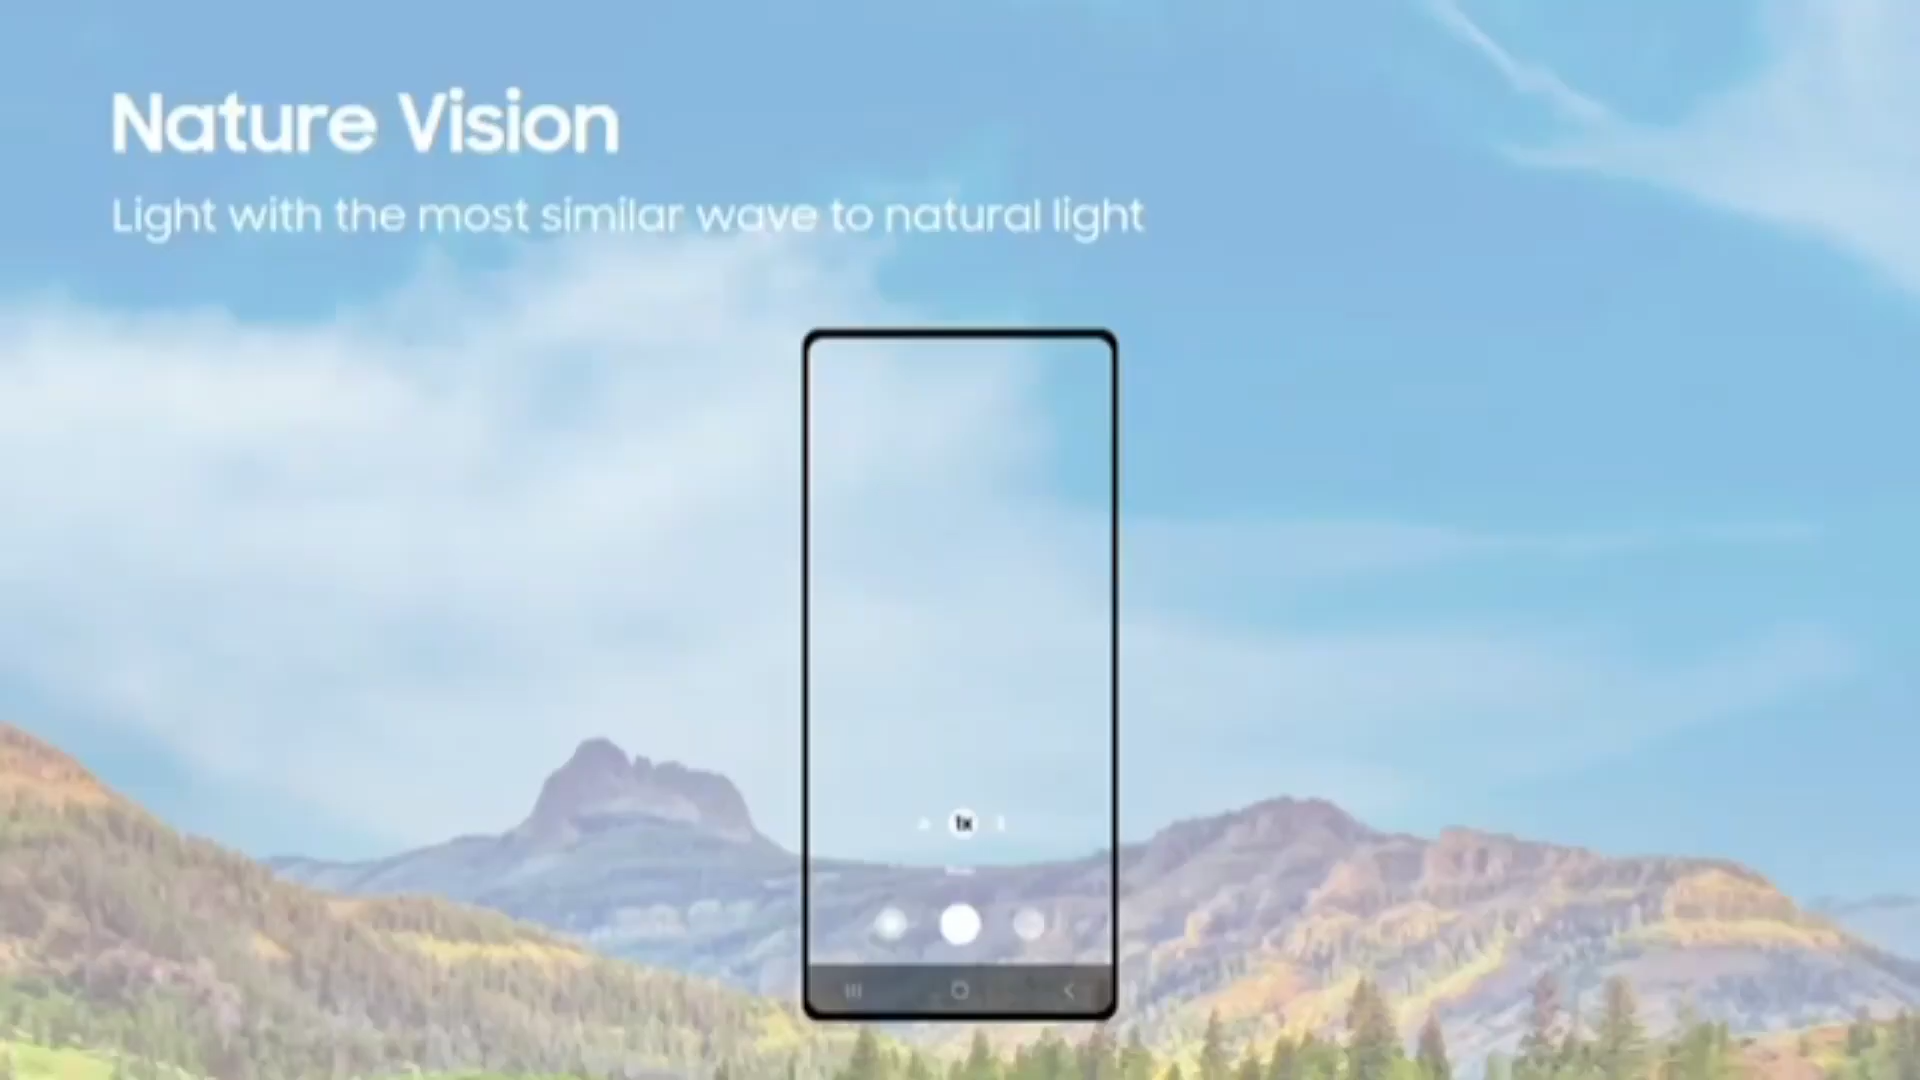 Nature Vision
Light with the most similar wave to natural light
1x